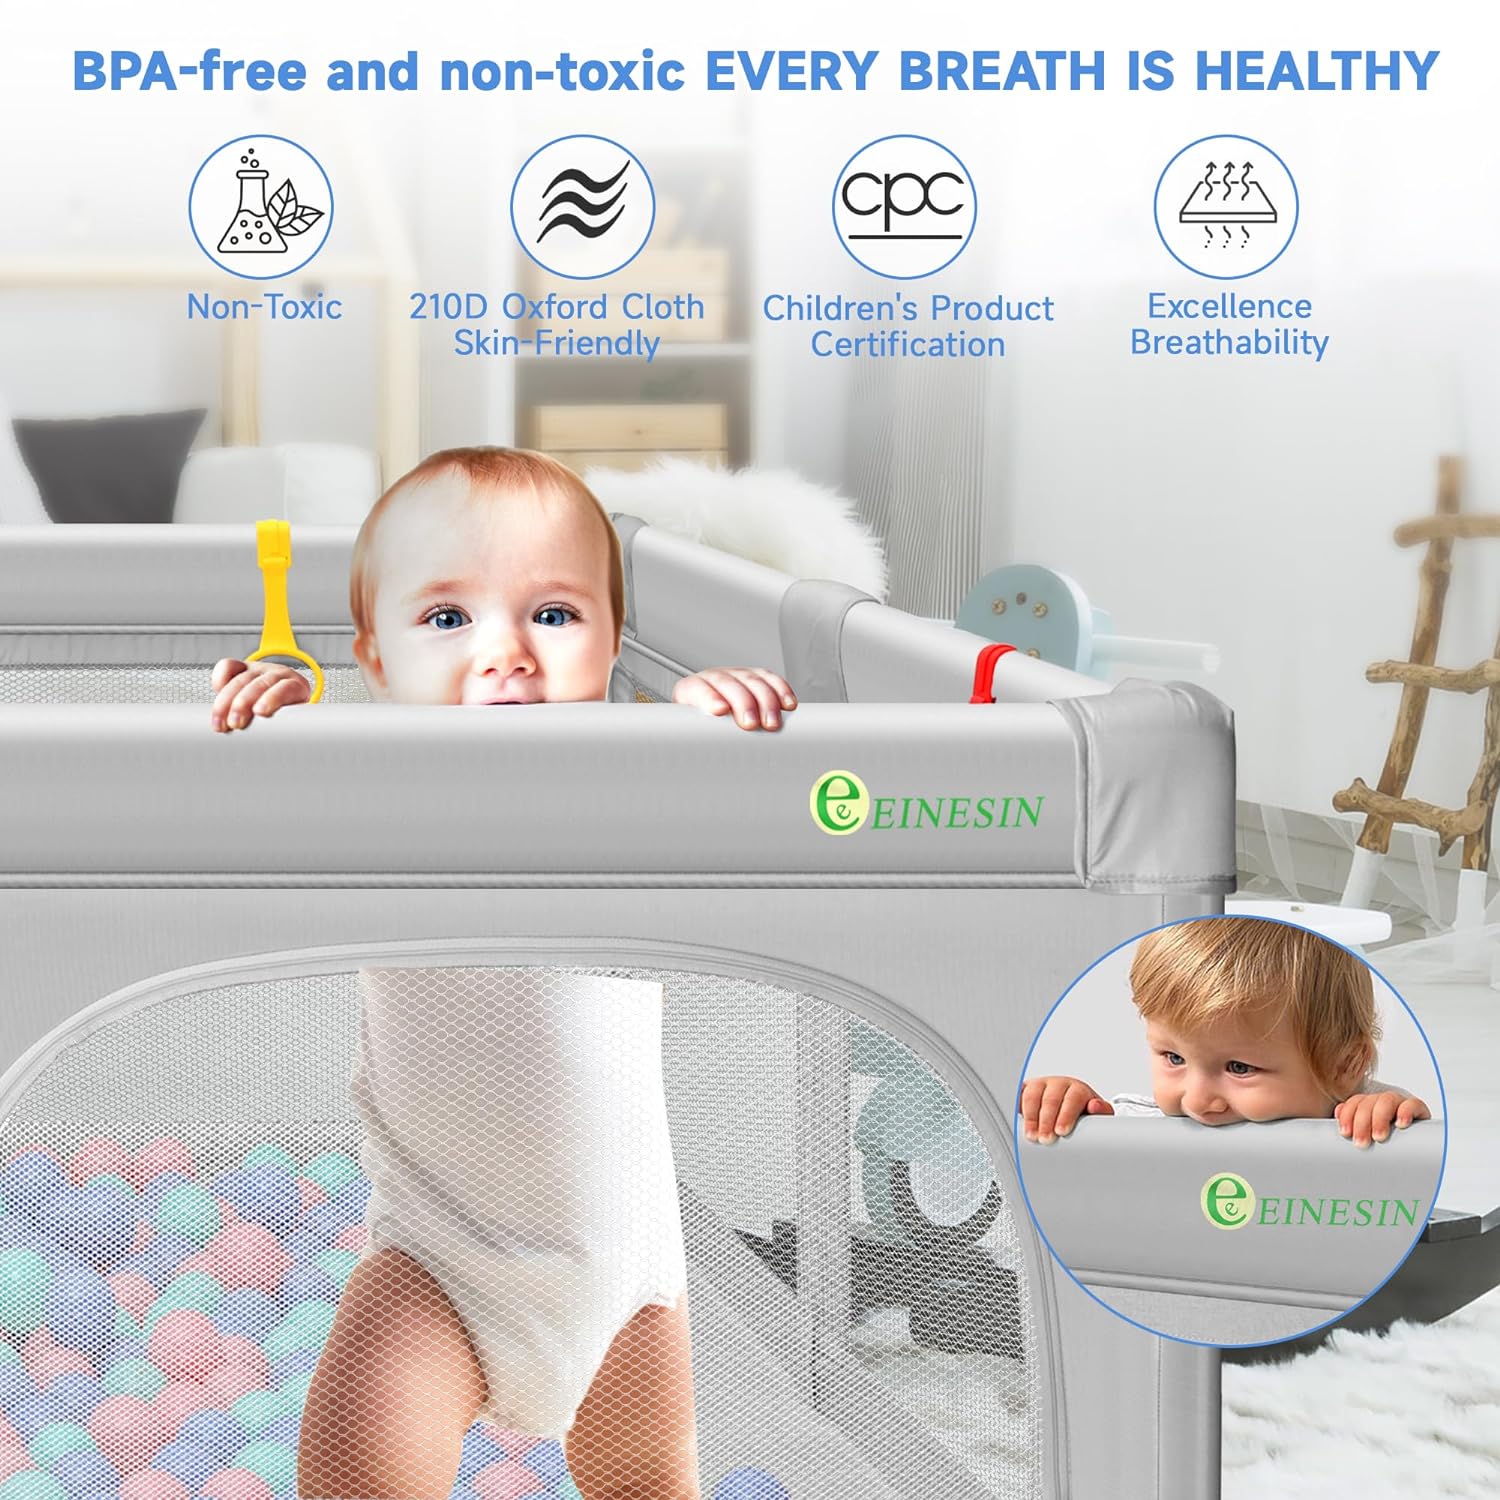 BPA-free and non-toxic EVERY BREATH IS HEALTHY
cpc
Non-Toxic
210D Oxford Cloth
Skin-Friendly
Children's Product
Certification
Excellence
Breathability
e e EINESIN
e e EINESIN